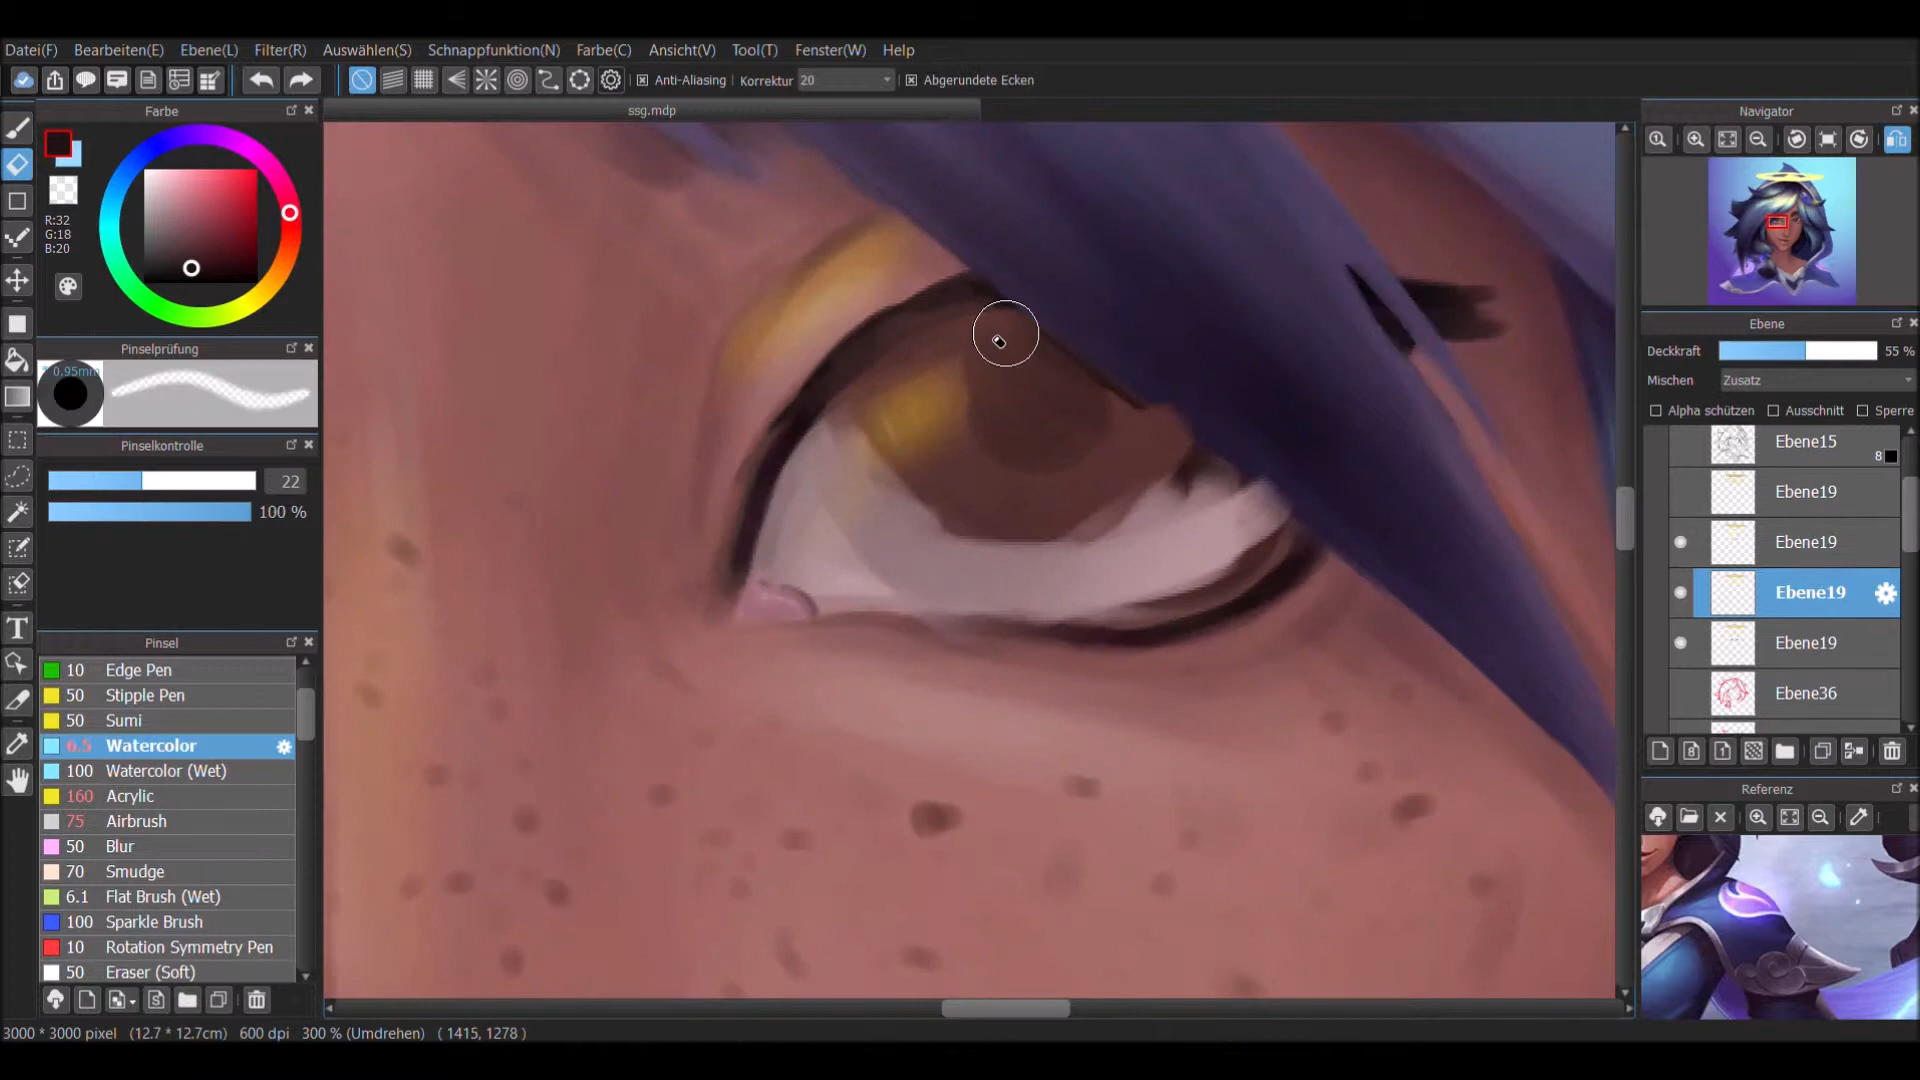 Datei(F) Bearbeiten(E) Ebene(L) Filter(R) Auswählen(S) Schnappfunktion(N) Farbe(C) Ansicht(V) Tool(T) Fenster(W) Help
Anti-Aliasing Korrektur 20 Abgerundete Ecken
Farbe
ssg.mdp
R:32
G:18
B:20
Pinselprüfung
* 0.95mm
Pinselkontrolle
22
100 %
Pinsel
10 Edge Pen
50 Stipple Pen
50 Sumi
6.5 Watercolor
100 Watercolor (Wet)
160 Acrylic
75 Airbrush
50 Blur
70 Smudge
6.1 Flat Brush (Wet)
100 Sparkle Brush
10 Rotation Symmetry Pen
50 Eraser (Soft)
3000 * 3000 pixel (12.7 * 12.7cm) 600 dpi 300 % (Umdrehen) ( 1415, 1278 )
Navigator
Ebene
Deckkraft 55 %
Mischen Zusatz
Alpha schützen Ausschnitt Sperre
Ebene15
8
Ebene19
Ebene19
Ebene19
Ebene19
Ebene36
Referenz